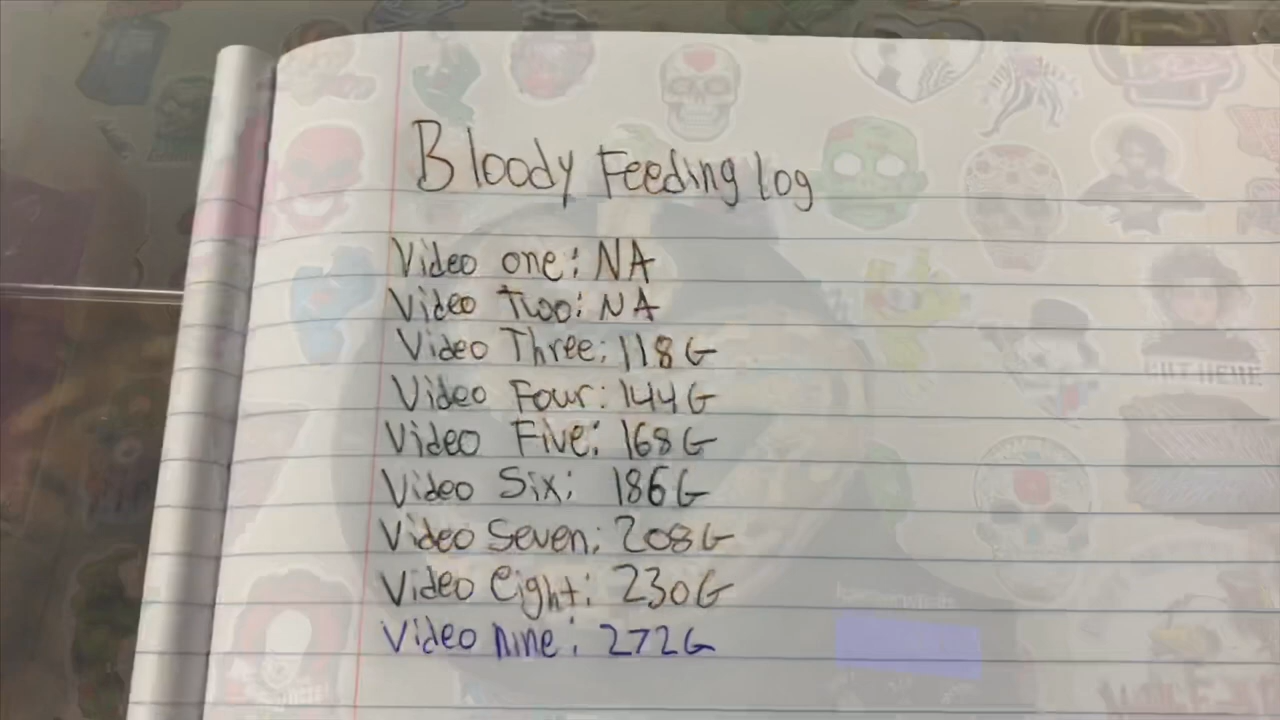 Bloody Feeding Log
Video one: NA
Video Two: NA
Video Three: 118G
Video Four: 144G
Video Five: 168G
Video Six: 186G
Video Seven: 208G
Video eight: 230G
Video nine: 272G